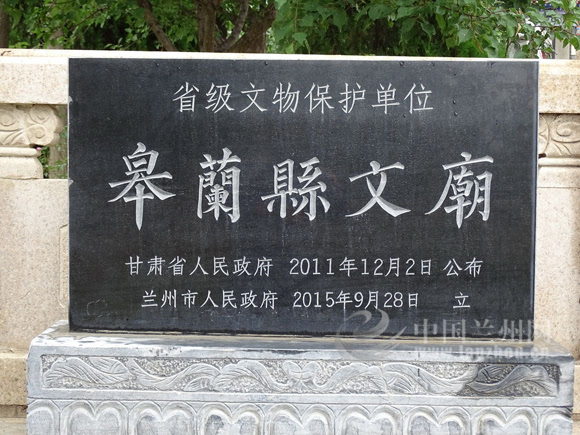 省级文物保护单位
皋蘭縣文廟
甘肃省人民政府 2011年12月2日 公布
兰州市人民政府 2015年9月28日 立
中国兰州网